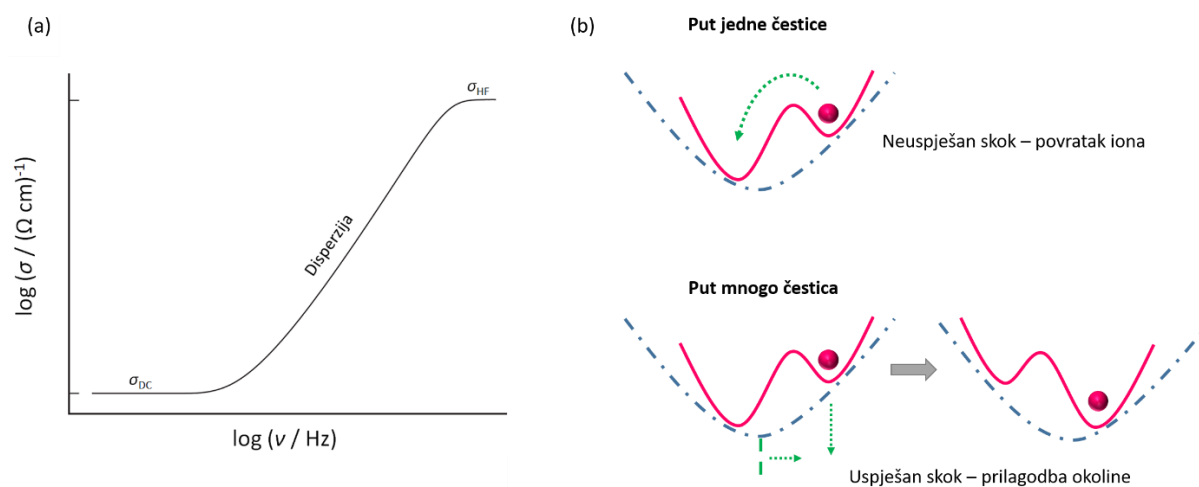 (a)
σHF
Disperzija
σDC
log (σ / (Ω cm)-1
log (ν / Hz)
(b)
Put jedne čestice
Neuspješan skok – povratak iona
Put mnogo čestica
Uspješan skok – prilagodba okoline